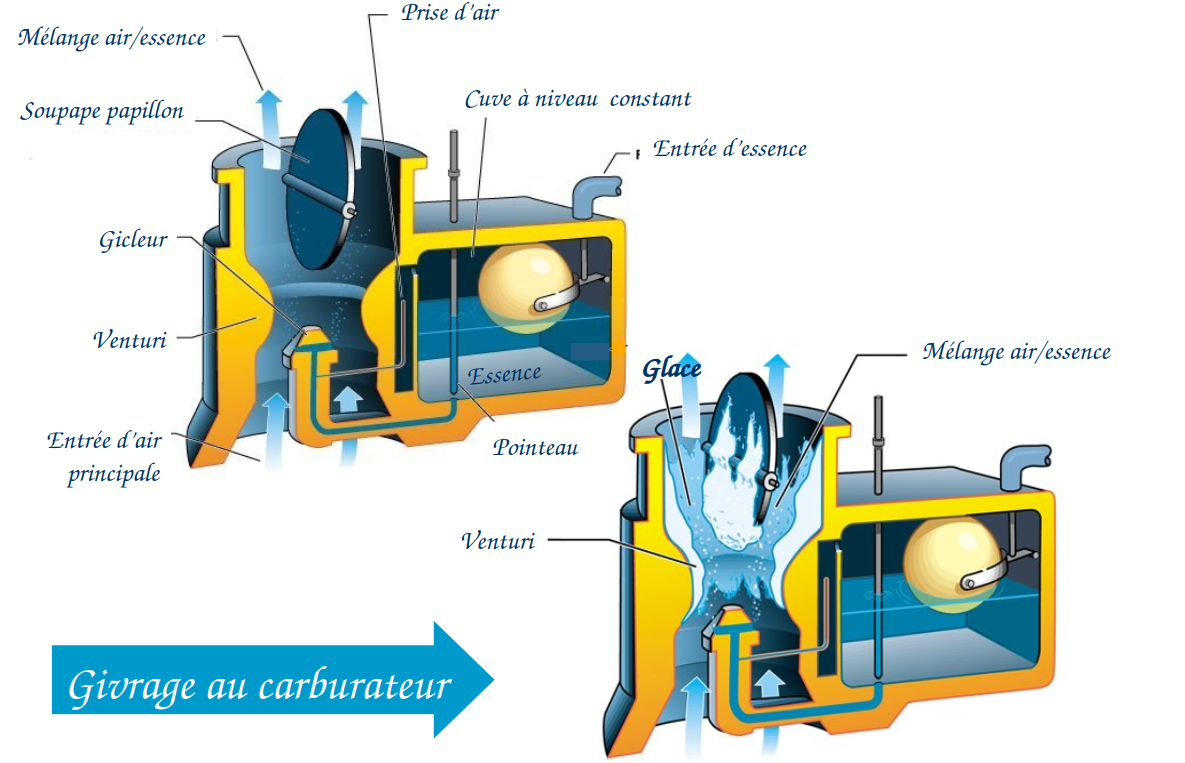 Prise d'air
Mélange air/essence
Cuve à niveau constant
Soupape papillon
F Entrée d'essence
Gicleur
Venturi
Essence
Entrée d'air
principale
Pointeau
Glace
Mélange air/essence
Venturi
Givrage au carburateur